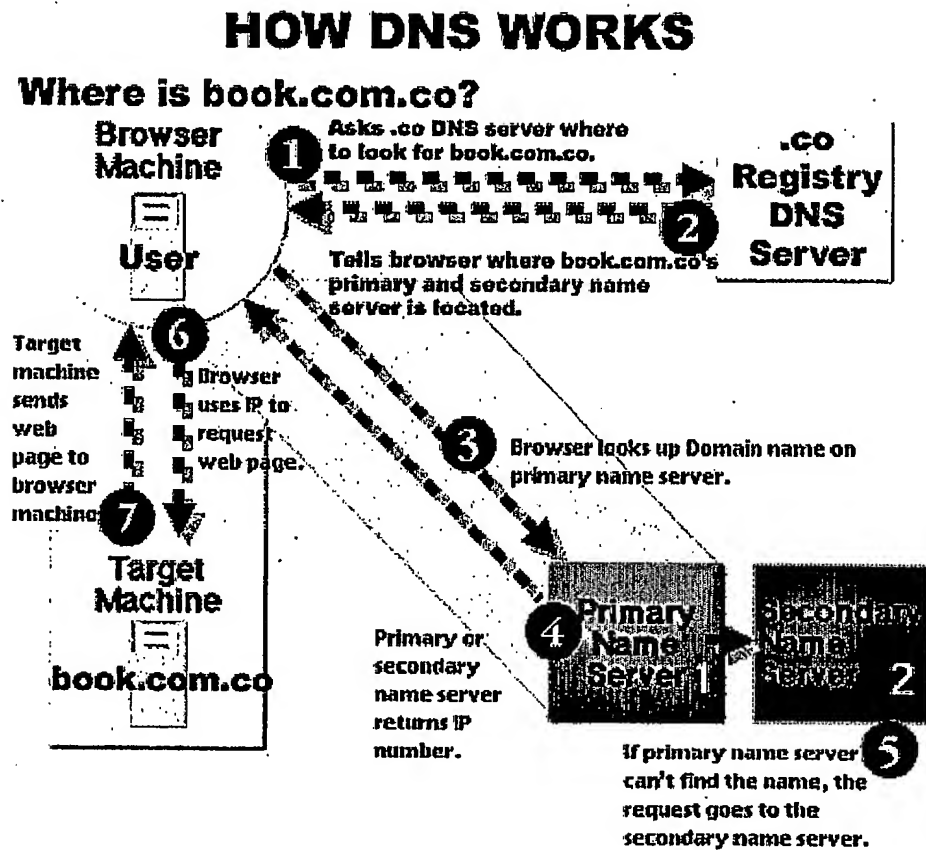 HOW DNS WORKS
Where is book.com.co?
Browser
Machine
User
1
Asks .co DNS server where
to look for book.com.co.
.co
Registry
DNS
Server
2
Tells browser where book.com.co's
primary and secondary name
server is located.
6
Target
machine
sends
web
page to
browser
machine
Browser
uses IP to
request
web page.
3
Browser looks up Domain name on
primary name server.
7
Target
Machine
book.com.co
4
Primary or
secondary
name server
returns IP
number.
Primary
Name
Server 1
Secondary
Name
Server 2
5
If primary name server
can't find the name, the
request goes to the
secondary name server.